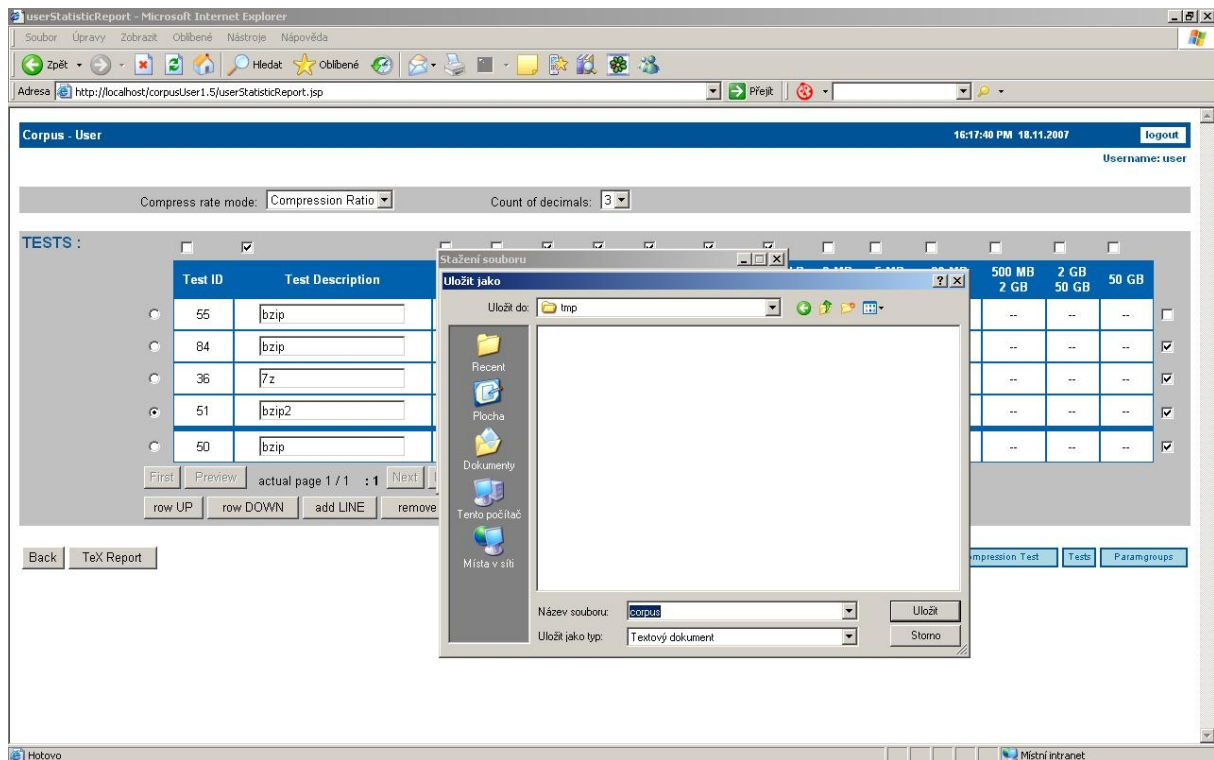 userStatisticReport - Microsoft Internet Explorer
Soubor Úpravy Zobrazit Oblíbené Nástroje Nápověda
Zpět Hledat Oblíbené
Adresa http://localhost/corpusUser1.5/userStatisticReport.jsp Přejít
Corpus - User 16:17:40 PM 18.11.2007 logout
Username: user
Compress rate mode: Compression Ratio Count of decimals: 3
TESTS :
Test ID Test Description 500 MB 2 GB 2 GB 50 GB 50 GB
55 bzip -- -- --
84 bzip -- -- --
36 7z -- -- --
51 bzip2 -- -- --
50 bzip -- -- --
First Preview actual page 1 / 1 : 1 Next
row UP row DOWN add LINE remove
Back TeX Report Compression Test Tests Paramgroups
Stažení souboru
Uložit jako
Uložit do: tmp
Recent
Plocha
Dokumenty
Tento počítač
Místa v síti
Název souboru: corpus Uložit
Uložit jako typ: Textový dokument Storno
Hotovo Místní intranet